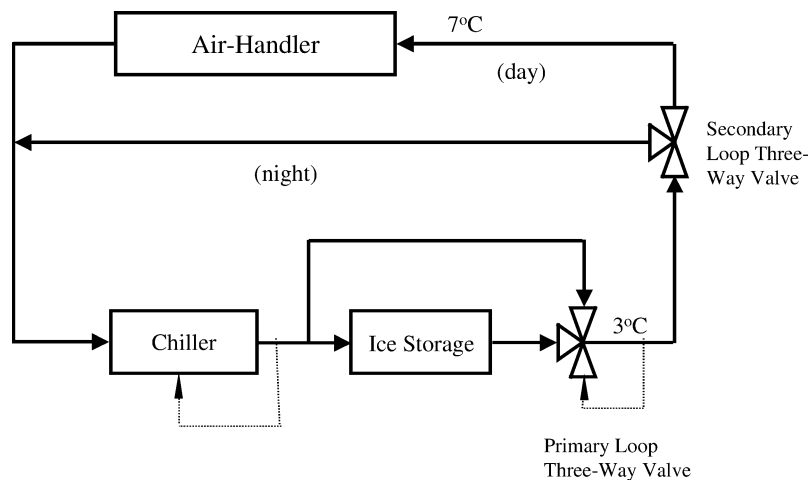 7°C
Air-Handler
(day)
Secondary
Loop Three-
Way Valve
(night)
3°C
Chiller
Ice Storage
Primary Loop
Three-Way Valve